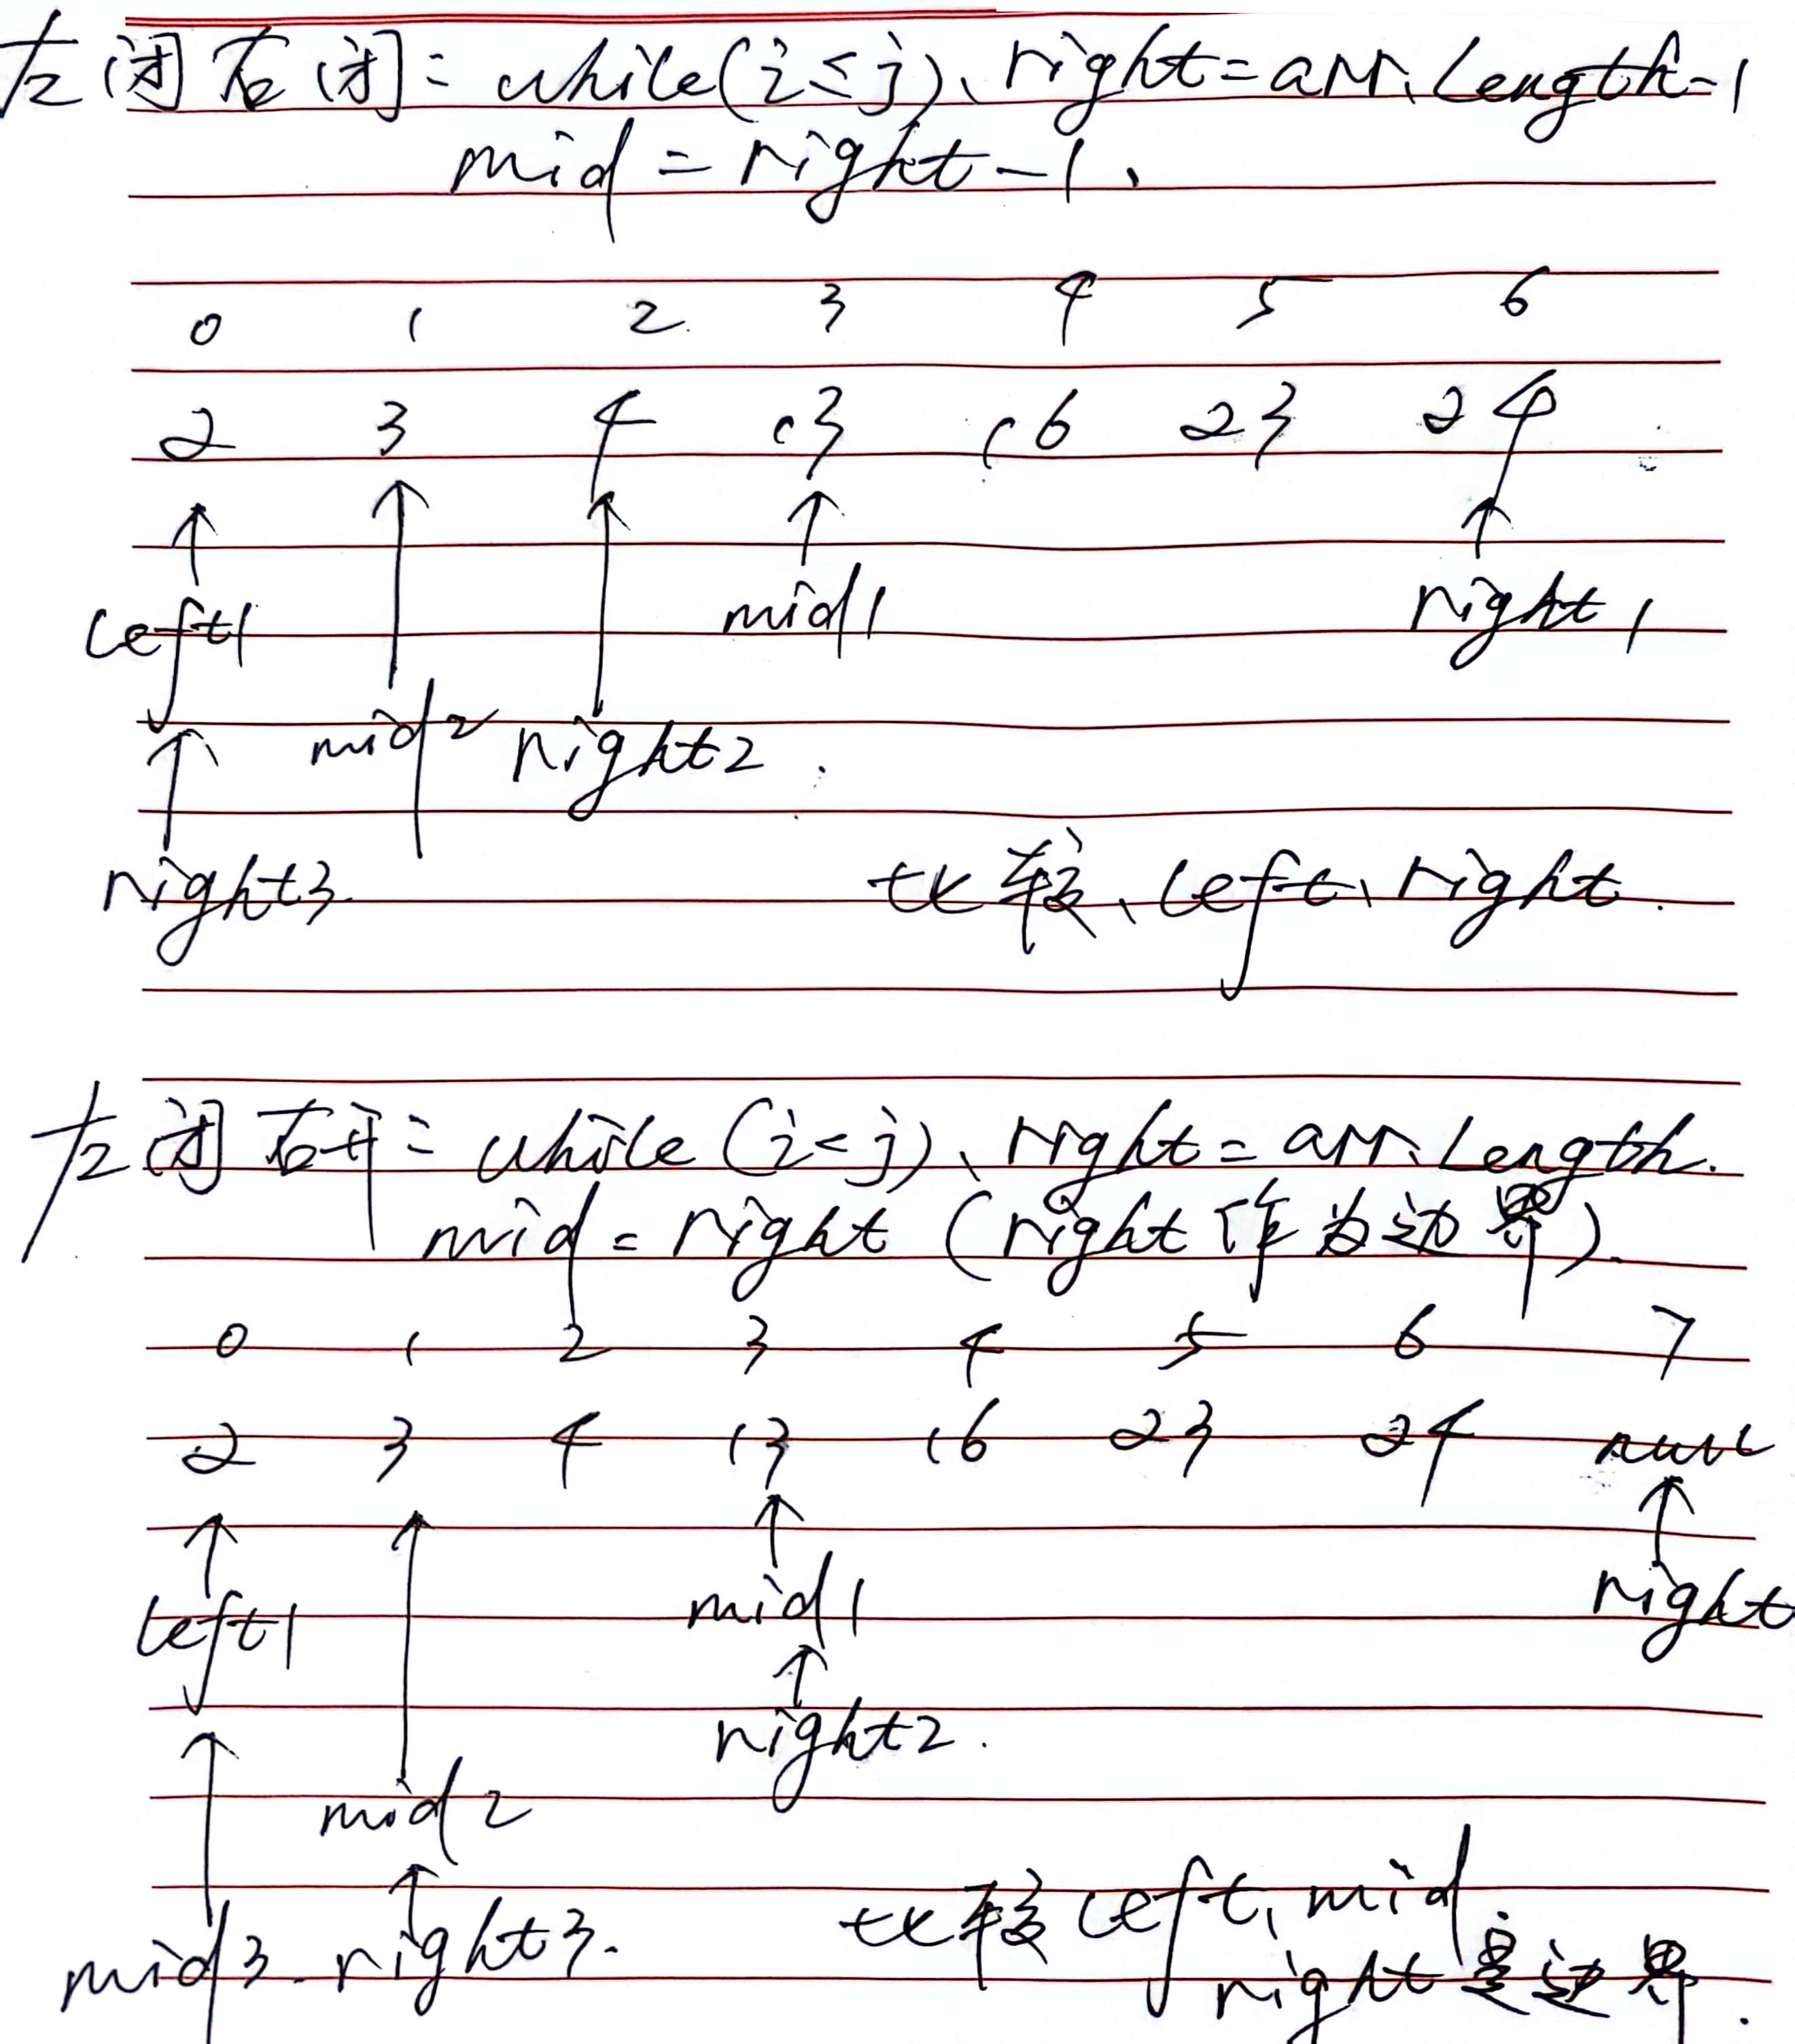 左闭右闭: while(i≤j)、right=arr.length-1
mid=right-1、
0 1 2 3 4 5 6
2 3 4 13 16 23 24
left1 mid1 right1
mid2 right2.
right3
比较、left、right.
左闭右开: while(i<j)、right=arr.length.
mid=right(right作为边界)
0 1 2 3 4 5 6 7
2 3 4 13 16 23 24 null
left1 mid1 right
right2.
mid2
mid3 right3.
比较left、mid
right是边界.